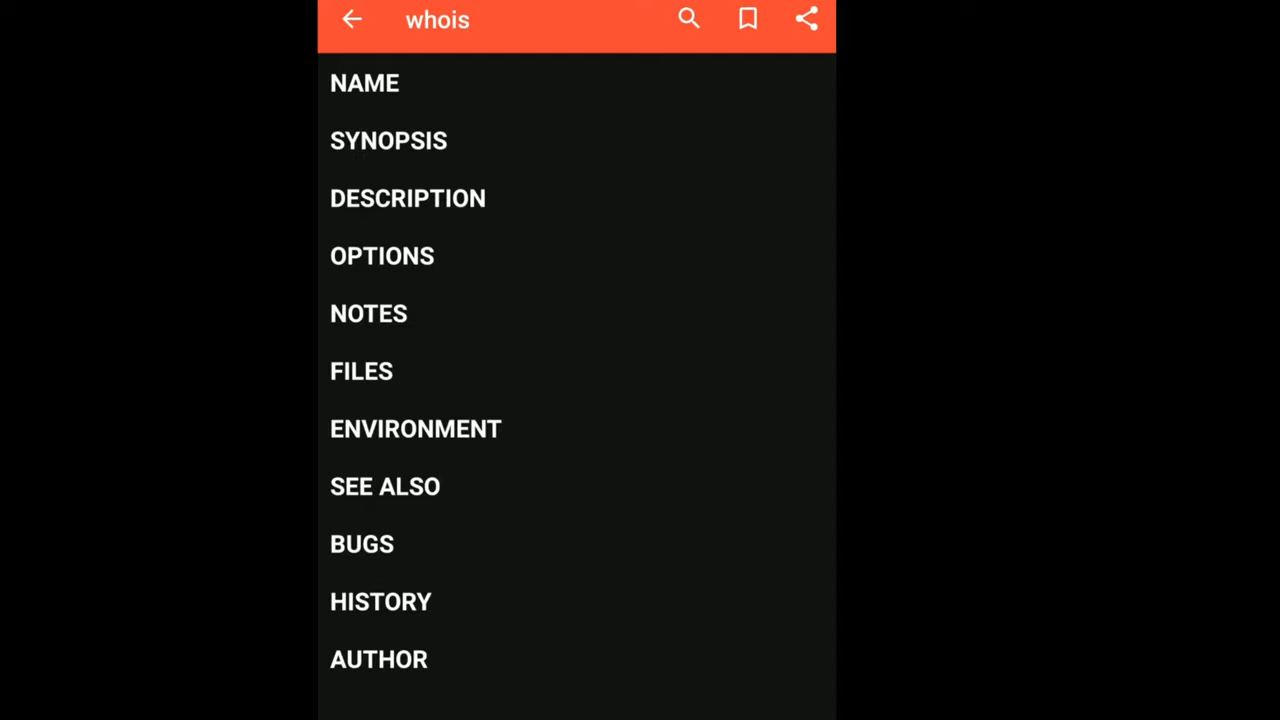 whois
NAME
SYNOPSIS
DESCRIPTION
OPTIONS
NOTES
FILES
ENVIRONMENT
SEE ALSO
BUGS
HISTORY
AUTHOR